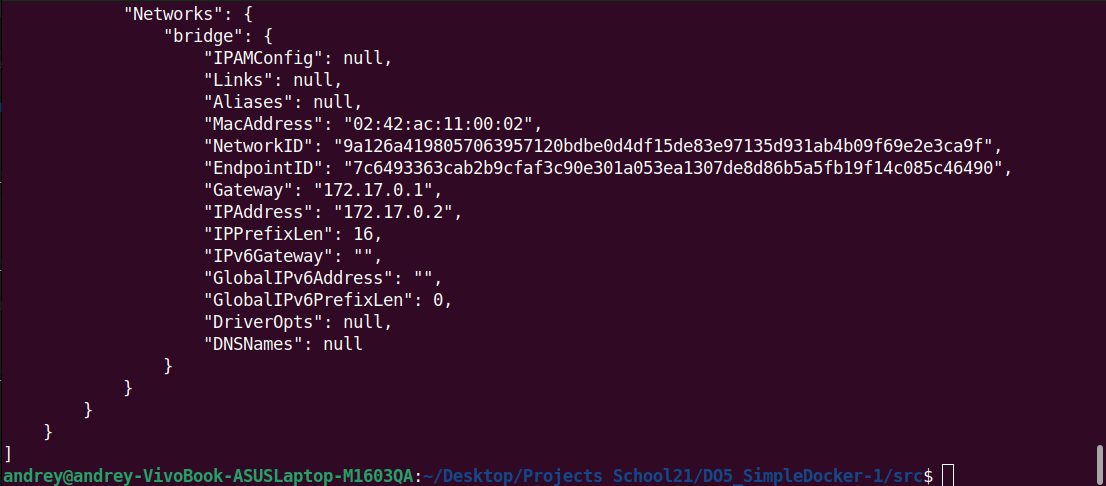 "Networks": {
"bridge": {
"IPAMConfig": null,
"Links": null,
"Aliases": null,
"MacAddress": "02:42:ac:11:00:02",
"NetworkID": "9a126a4198057063957120bdbe0d4df15de83e97135d931ab4b09f69e2e3ca9f",
"EndpointID": "7c6493363cab2b9cfaf3c90e301a053ea1307de8d86b5a5fb19f14c085c46490",
"Gateway": "172.17.0.1",
"IPAddress": "172.17.0.2",
"IPPrefixLen": 16,
"IPv6Gateway": "",
"GlobalIPv6Address": "",
"GlobalIPv6PrefixLen": 0,
"DriverOpts": null,
"DNSNames": null
}
}
}
}
]
andrey@andrey-VivoBook-ASUSLaptop-M1603QA:~/Desktop/Projects School21/DO5_SimpleDocker-1/src$